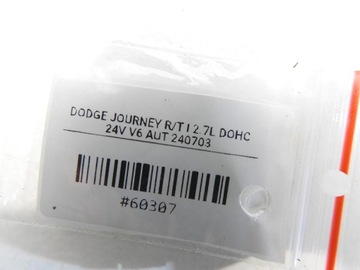 DODGE JOURNEY R/T I 2.7L DOHC
24V V6 AUT 240703
#60307